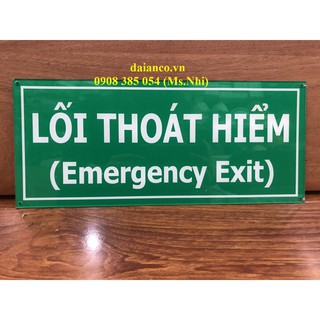 daianco.vn
0908 385 054 (Ms.Nhi)
LỐI THOÁT HIỂM
(Emergency Exit)